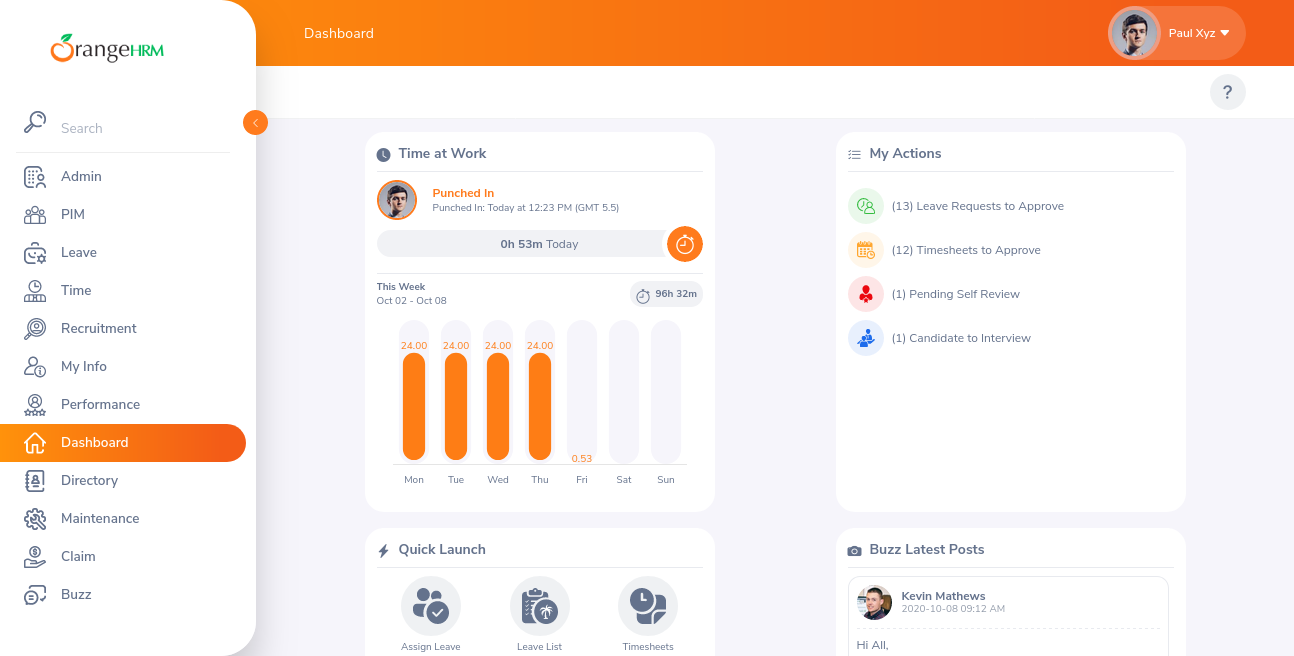 OrangeHRM
Dashboard
Paul Xyz
?
Search
Admin
PIM
Leave
Time
Recruitment
My Info
Performance
Dashboard
Directory
Maintenance
Claim
Buzz
Time at Work
Punched In
Punched In: Today at 12:23 PM (GMT 5.5)
0h 53m Today
This Week
Oct 02 - Oct 08
96h 32m
24.00 24.00 24.00 24.00
0.53
Mon Tue Wed Thu Fri Sat Sun
My Actions
(13) Leave Requests to Approve
(12) Timesheets to Approve
(1) Pending Self Review
(1) Candidate to Interview
Quick Launch
Assign Leave Leave List Timesheets
Buzz Latest Posts
Kevin Mathews
2020-10-08 09:12 AM
Hi All,